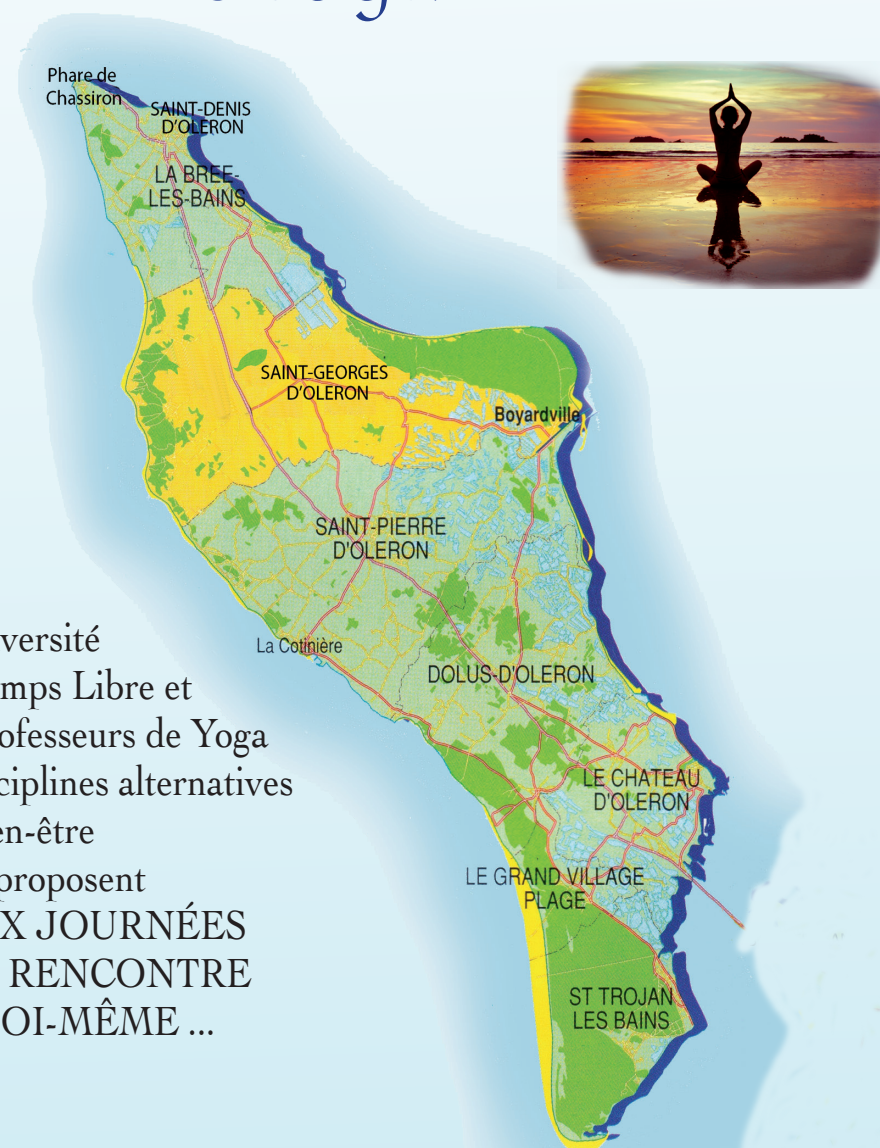 Phare de
Chassiron
SAINT-DENIS
D'OLERON
LA BREE-
LES-BAINS
SAINT-GEORGES
D'OLERON
Boyardville
SAINT-PIERRE
D'OLERON
La Cotinière
DOLUS-D'OLERON
LE CHATEAU
D'OLERON
LE GRAND VILLAGE
PLAGE
ST TROJAN
LES BAINS
versité
mps Libre et
ofesseurs de Yoga
ciplines alternatives
en-être
proposent
X JOURNÉES
RENCONTRE
OI-MÊME ...